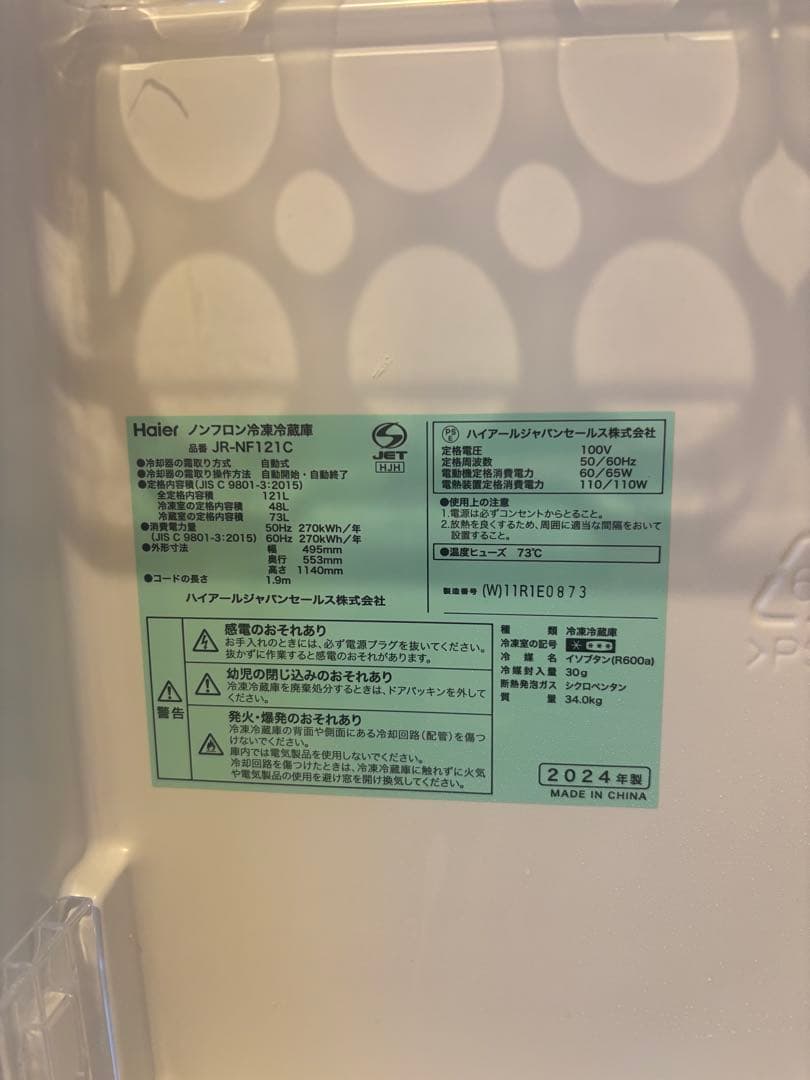 Haier ノンフロン冷凍冷蔵庫
品番 JR-NF121C
JET
HJH
●冷却器の霜取り方式 自動式
●冷却器の霜取り操作方法 自動開始・自動終了
●定格内容積(JIS C 9801-3:2015)
全定格内容積 121L
冷凍室の定格内容積 48L
冷蔵室の定格内容積 73L
●消費電力量 50Hz 270kWh/年
(JIS C 9801-3:2015) 60Hz 270kWh/年
●外形寸法 幅 495mm
奥行 553mm
高さ 1140mm
●コードの長さ 1.9m
ハイアールジャパンセールス株式会社
PSE ハイアールジャパンセールス株式会社
定格電圧 100V
定格周波数 50/60Hz
電動機定格消費電力 60/65W
電熱装置定格消費電力 110/110W
●使用上の注意
1.電源は必ずコンセントからとること。
2.放熱を良くするため、周囲に適当な間隔をおいて
設置すること。
●温度ヒューズ 73℃
製造番号 (W)11R1E0873
警告
感電のおそれあり
お手入れのときには、必ず電源プラグを抜いてください。
抜かずに作業すると感電のおそれがあります。
幼児の閉じ込みのおそれあり
冷凍冷蔵庫を廃棄処分するときは、ドアパッキンを外して
ください。
発火・爆発のおそれあり
冷凍冷蔵庫の背面や側面にある冷却回路(配管)を傷つ
けないでください。
庫内では電気製品を使用しないでください。
冷却回路を傷つけたときは、冷凍冷蔵庫に触れずに火気
や電気製品の使用を避け窓を開け換気してください。
種類 冷凍冷蔵庫
冷凍室の記号
冷媒名 イソブタン(R600a)
冷媒封入量 30g
断熱発泡ガス シクロペンタン
質量 34.0kg
2024年製
MADE IN CHINA